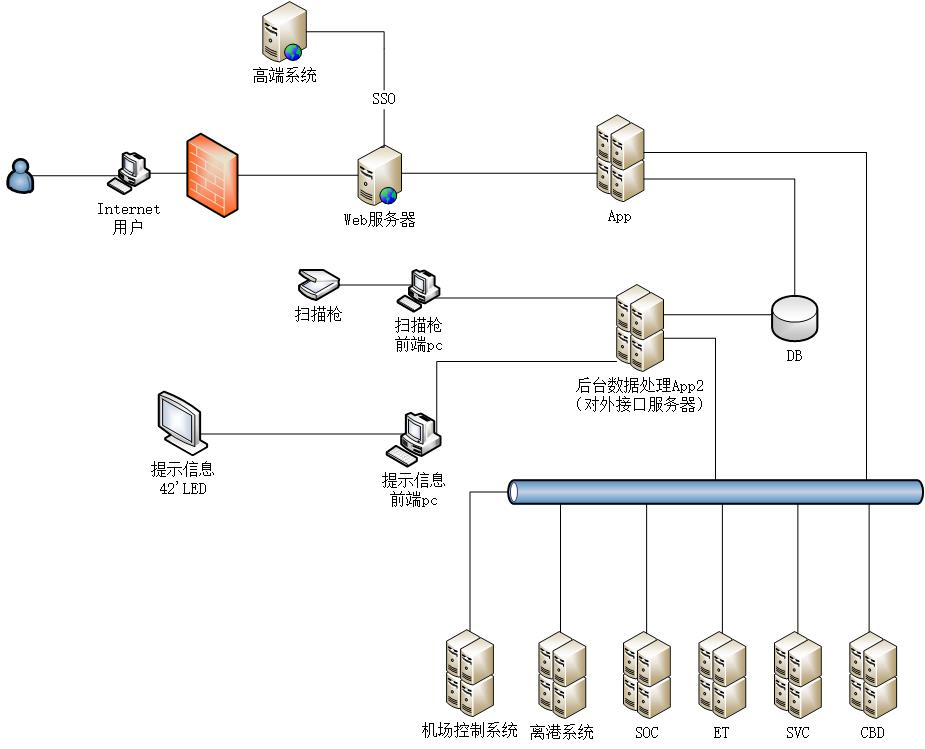 高端系统
SSO
Internet
用户
Web服务器
App
扫描枪
扫描枪
前端pc
DB
后台数据处理App2
(对外接口服务器)
提示信息
42'LED
提示信息
前端pc
机场控制系统
离港系统
SOC
ET
SVC
CBD